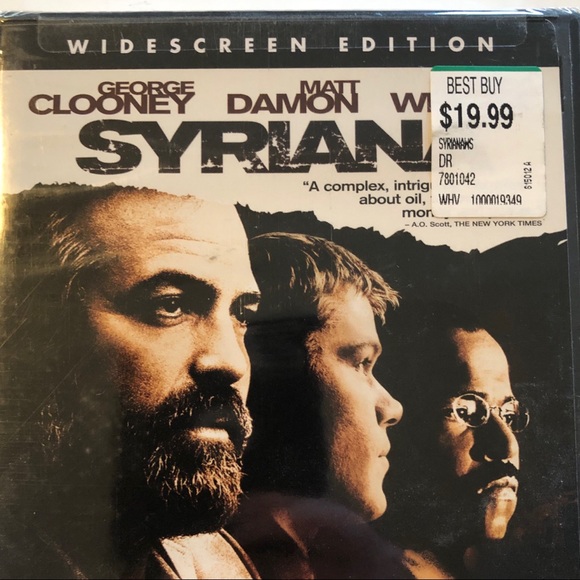 WIDESCREEN EDITION
GEORGE CLOONEY
MATT DAMON
SYRIANA
"A complex, intrig
about oil,
mon
– A.O. Scott, THE NEW YORK TIMES
BEST BUY
$19.99
SYRIANAWS
DR
7801042
WHV 1000019349
615012 A